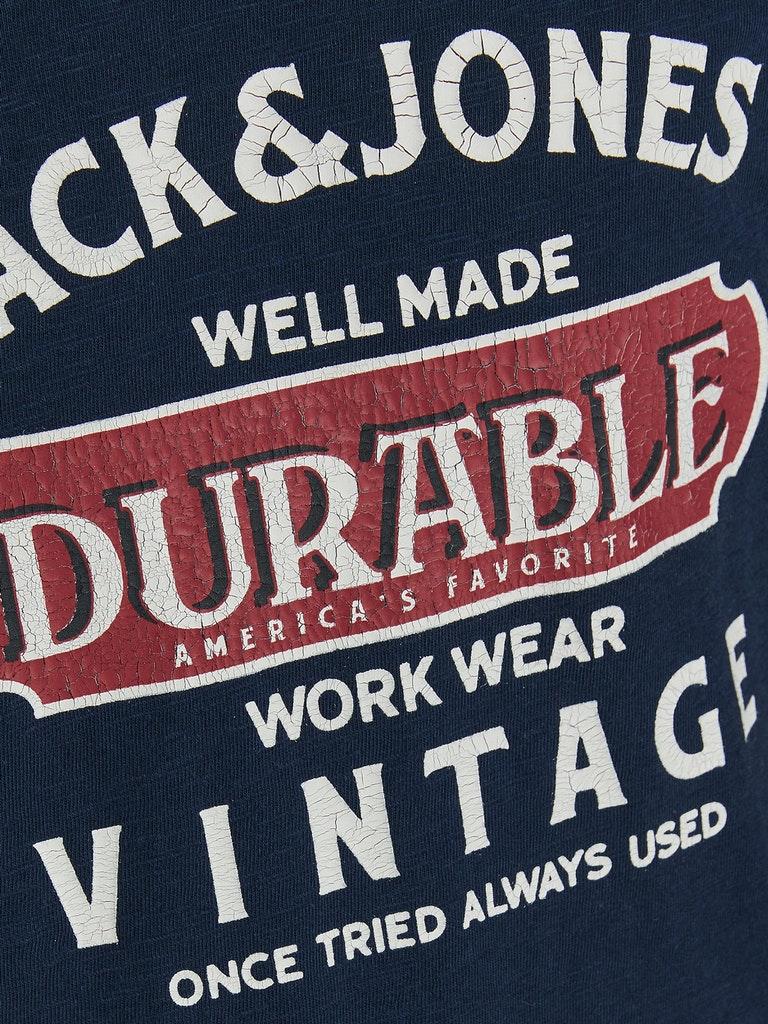 ACK & JONES
WELL MADE
DURABLE
AMERICA'S FAVORITE
WORK WEAR
VINTAGE
ONCE TRIED ALWAYS USED